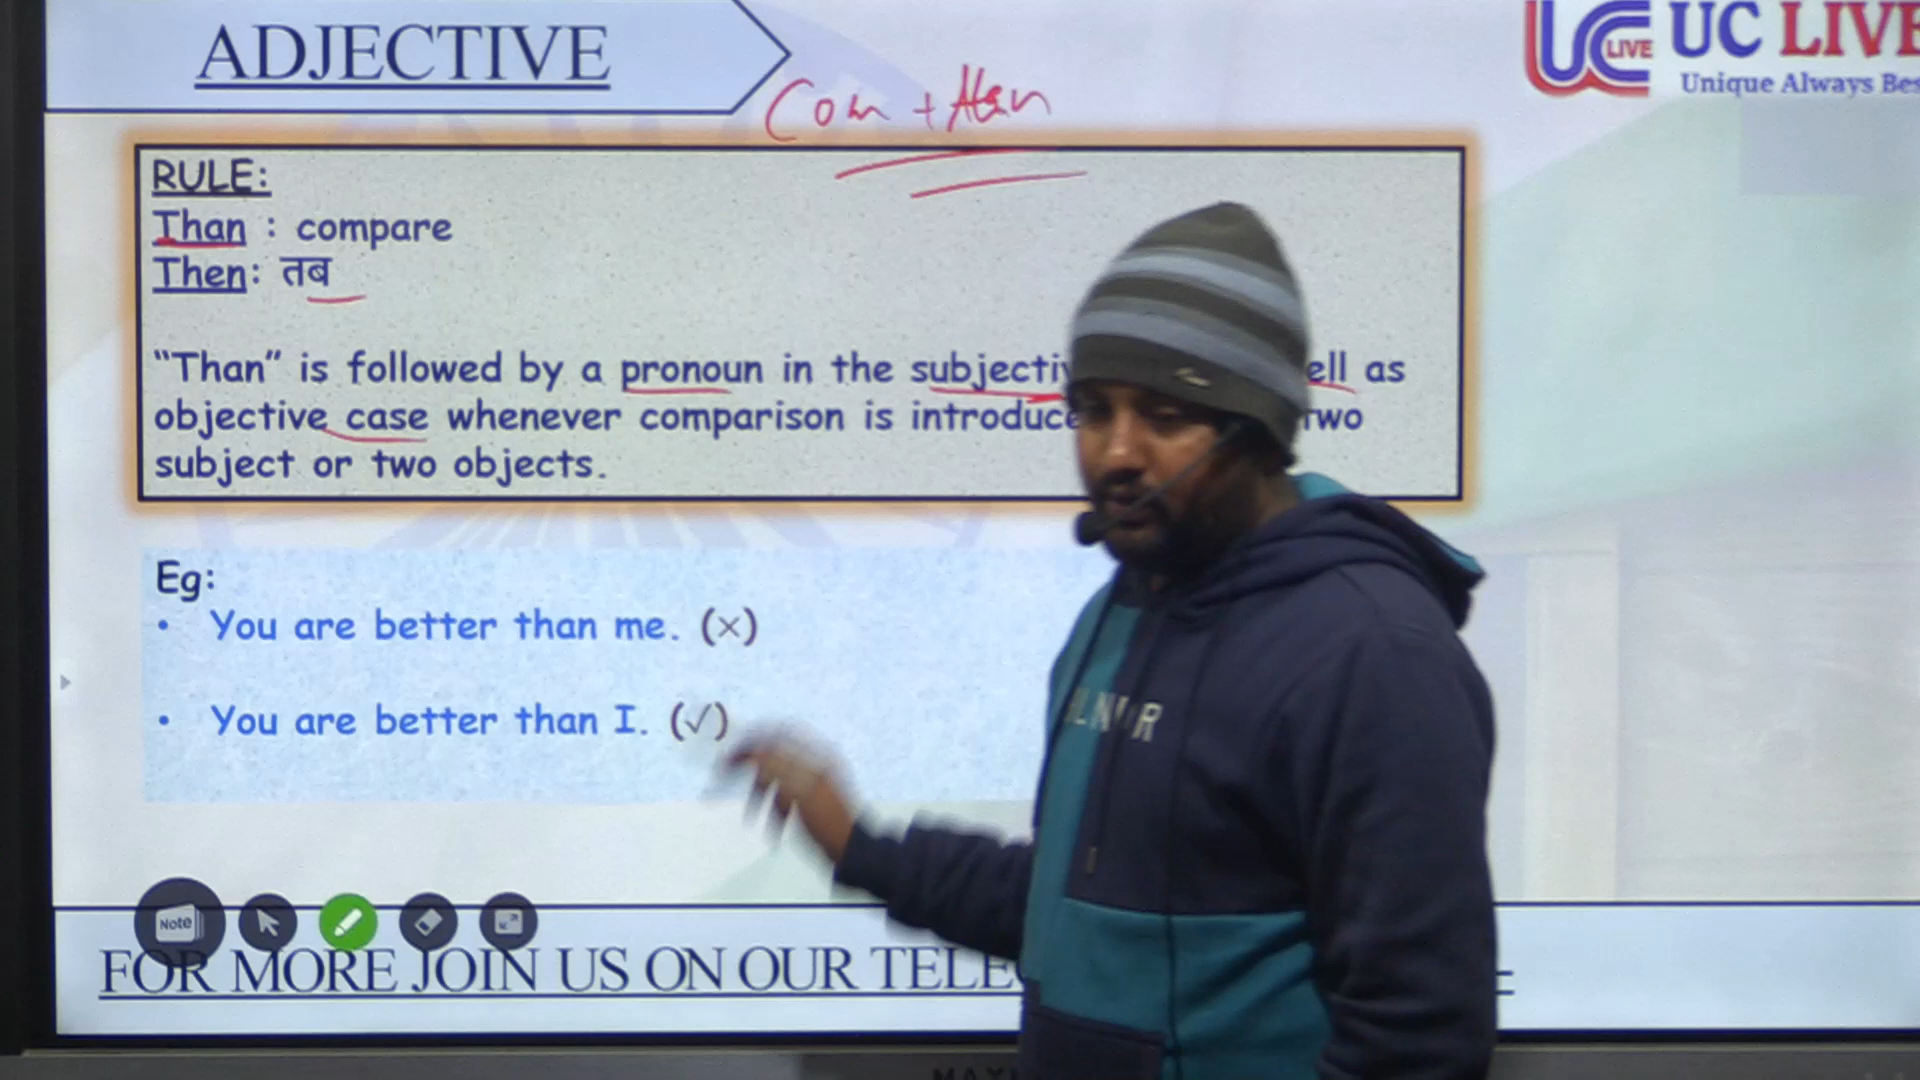 ADJECTIVE
UC LIVE
LIVE
Unique Always Bes
Com + than
RULE:
Than : compare
Then: तब
“Than” is followed by a pronoun in the subjectiv ell as
objective case whenever comparison is introduce two
subject or two objects.
Eg:
• You are better than me. (×)
• You are better than I. (✓)
Note
FOR MORE JOIN US ON OUR TELE